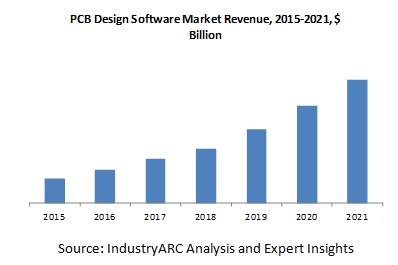 PCB Design Software Market Revenue, 2015-2021, $
Billion
2015 2016 2017 2018 2019 2020 2021
Source: IndustryARC Analysis and Expert Insights